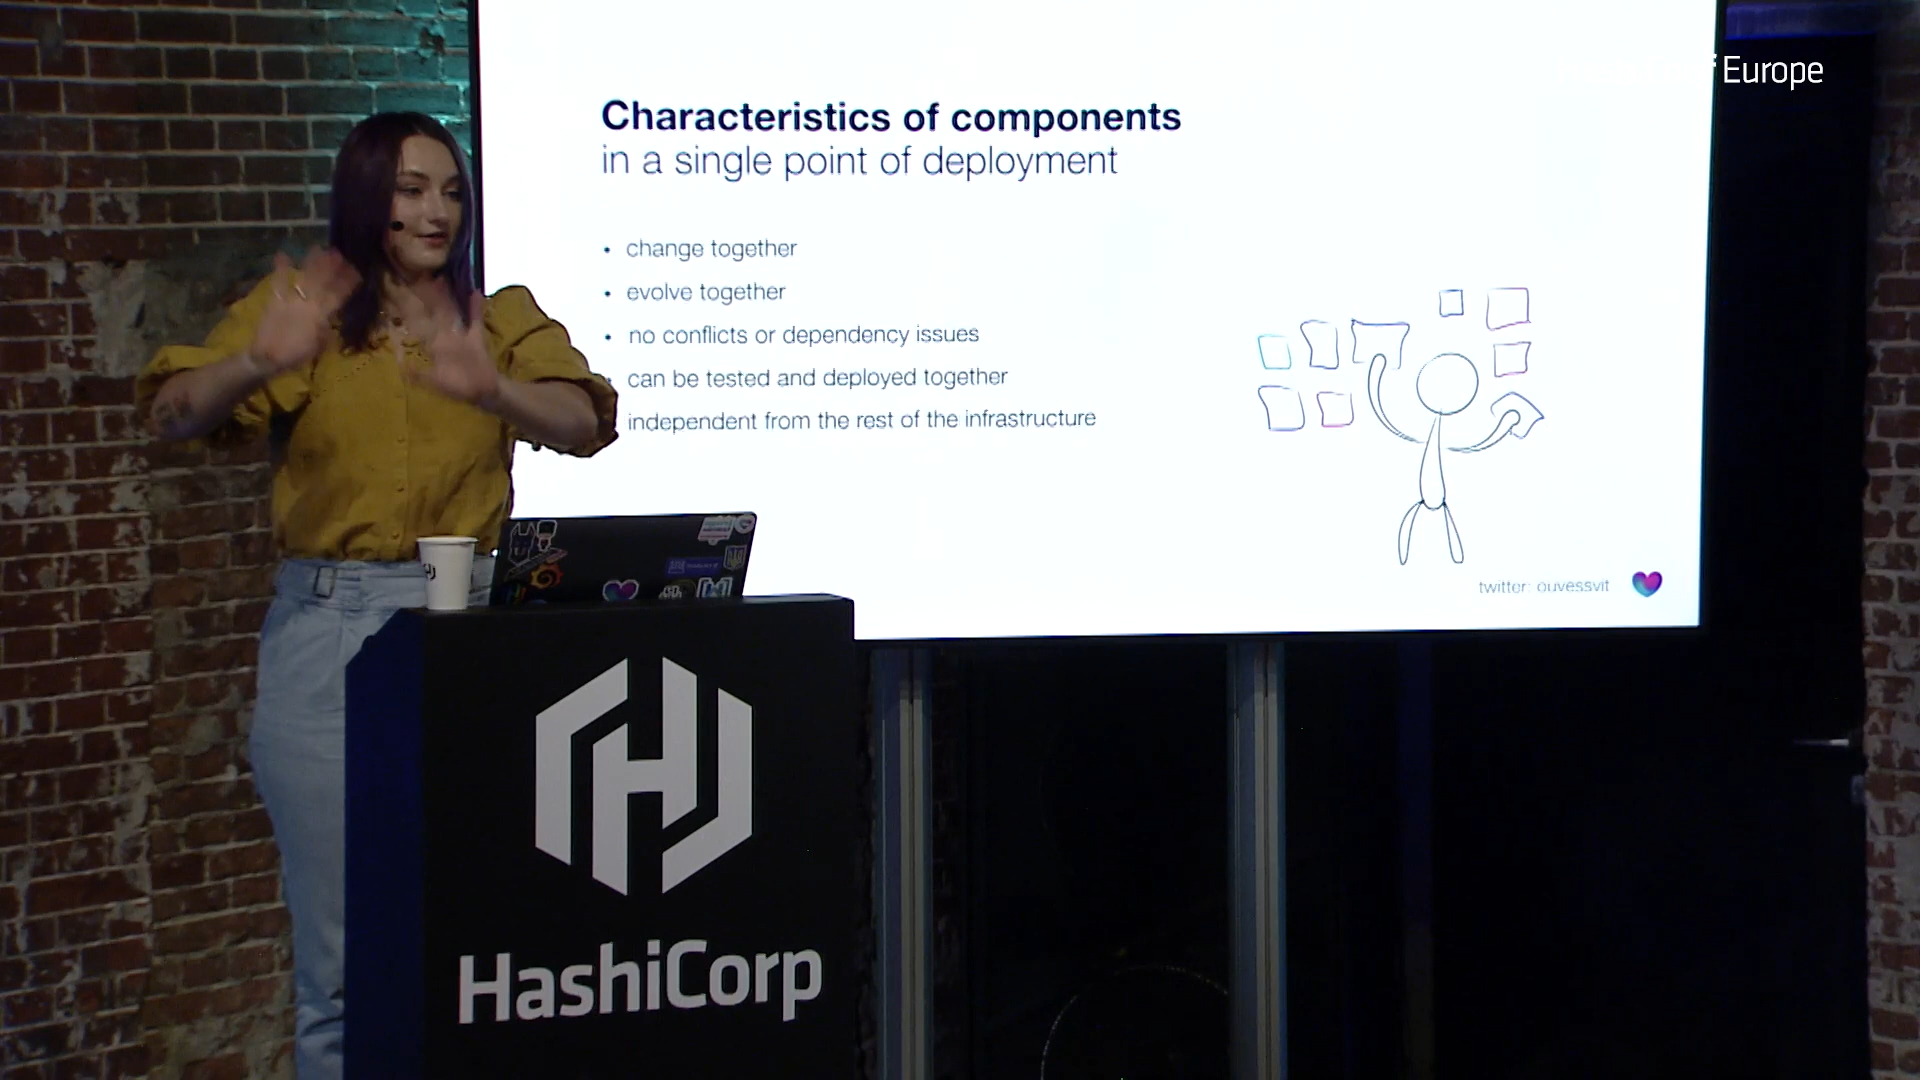 Europe
Characteristics of components
in a single point of deployment
• change together
• evolve together
• no conflicts or dependency issues
can be tested and deployed together
independent from the rest of the infrastructure
twitter: ouvessvit
HashiCorp